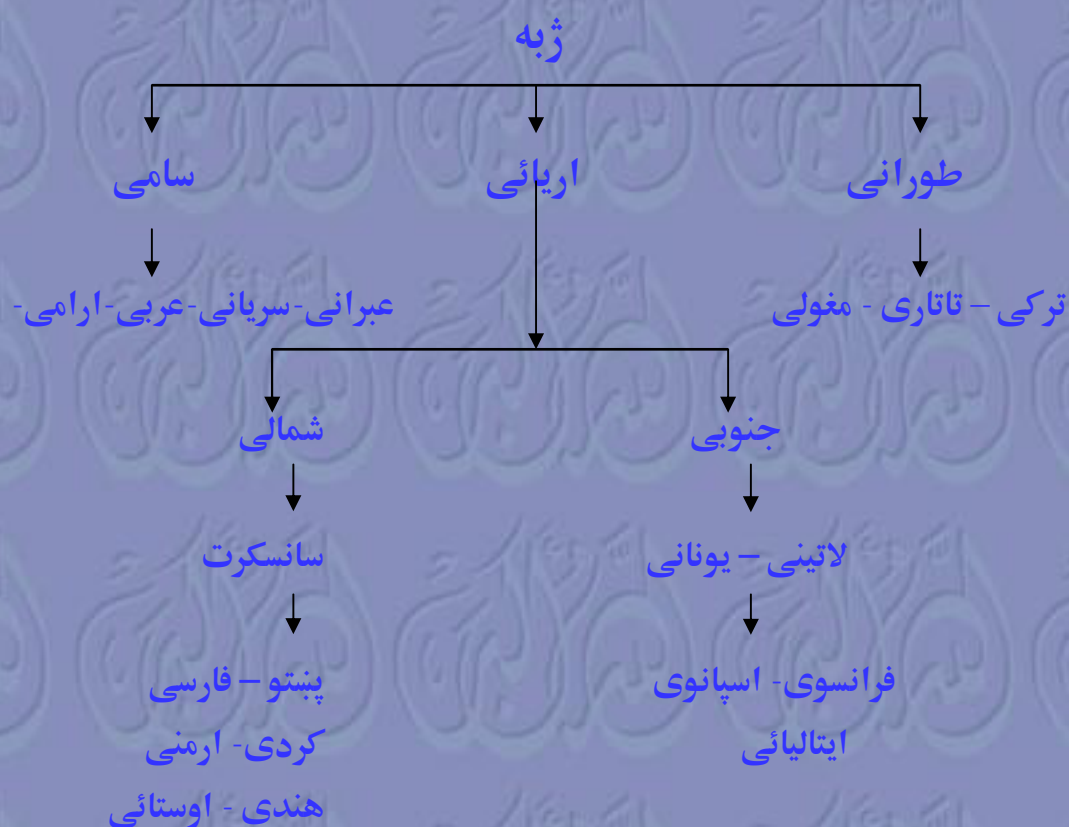 ژبه
طورانی
اریائی
سامی
ترکی – تاتاری - مغولی
عبرانی-سریانی-عربی-ارامی-
جنوبی
شمالی
لاتینی – یونانی
سانسکرت
فرانسوی- اسپانوی
ایتالیائی
پښتو – فارسی
کردی- ارمنی
هندی - اوستائی